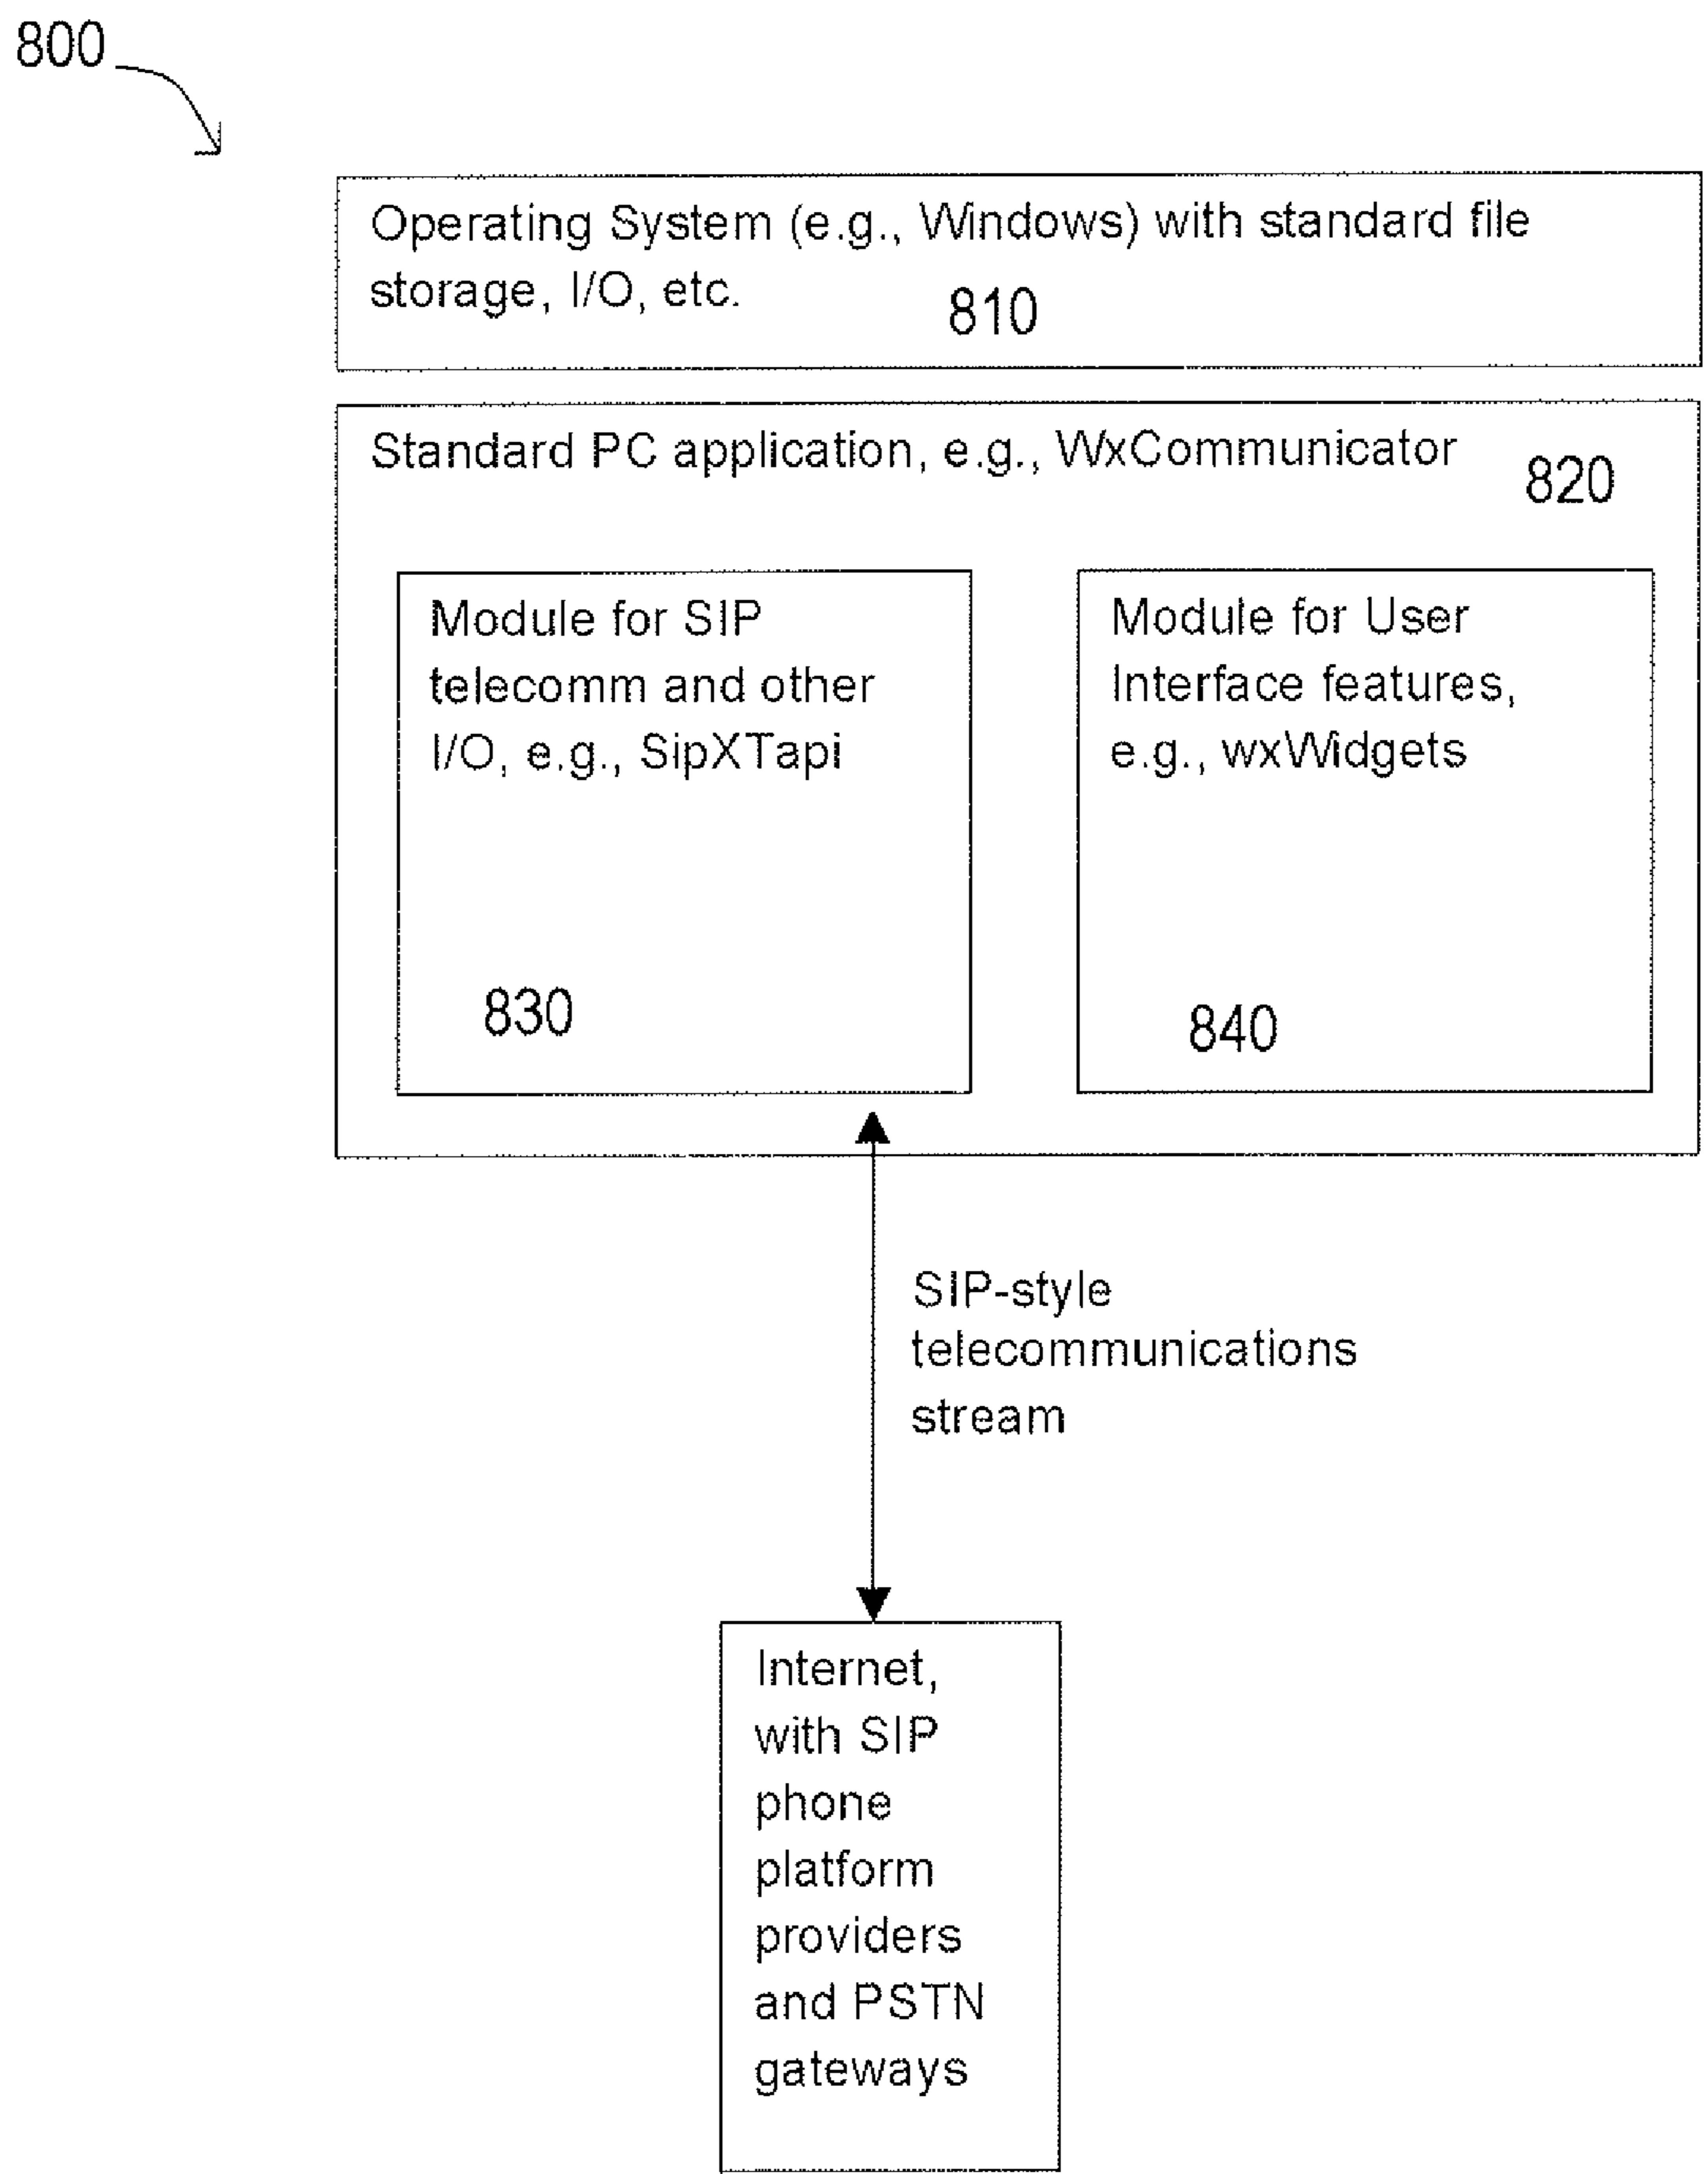 800
Operating System (e.g., Windows) with standard file
storage, I/O, etc.
810
Standard PC application, e.g., WxCommunicator
820
Module for SIP
telecomm and other
I/O, e.g., SipXTapi
830
Module for User
Interface features,
e.g., wxWidgets
840
SIP-style
telecommunications
stream
Internet,
with SIP
phone
platform
providers
and PSTN
gateways